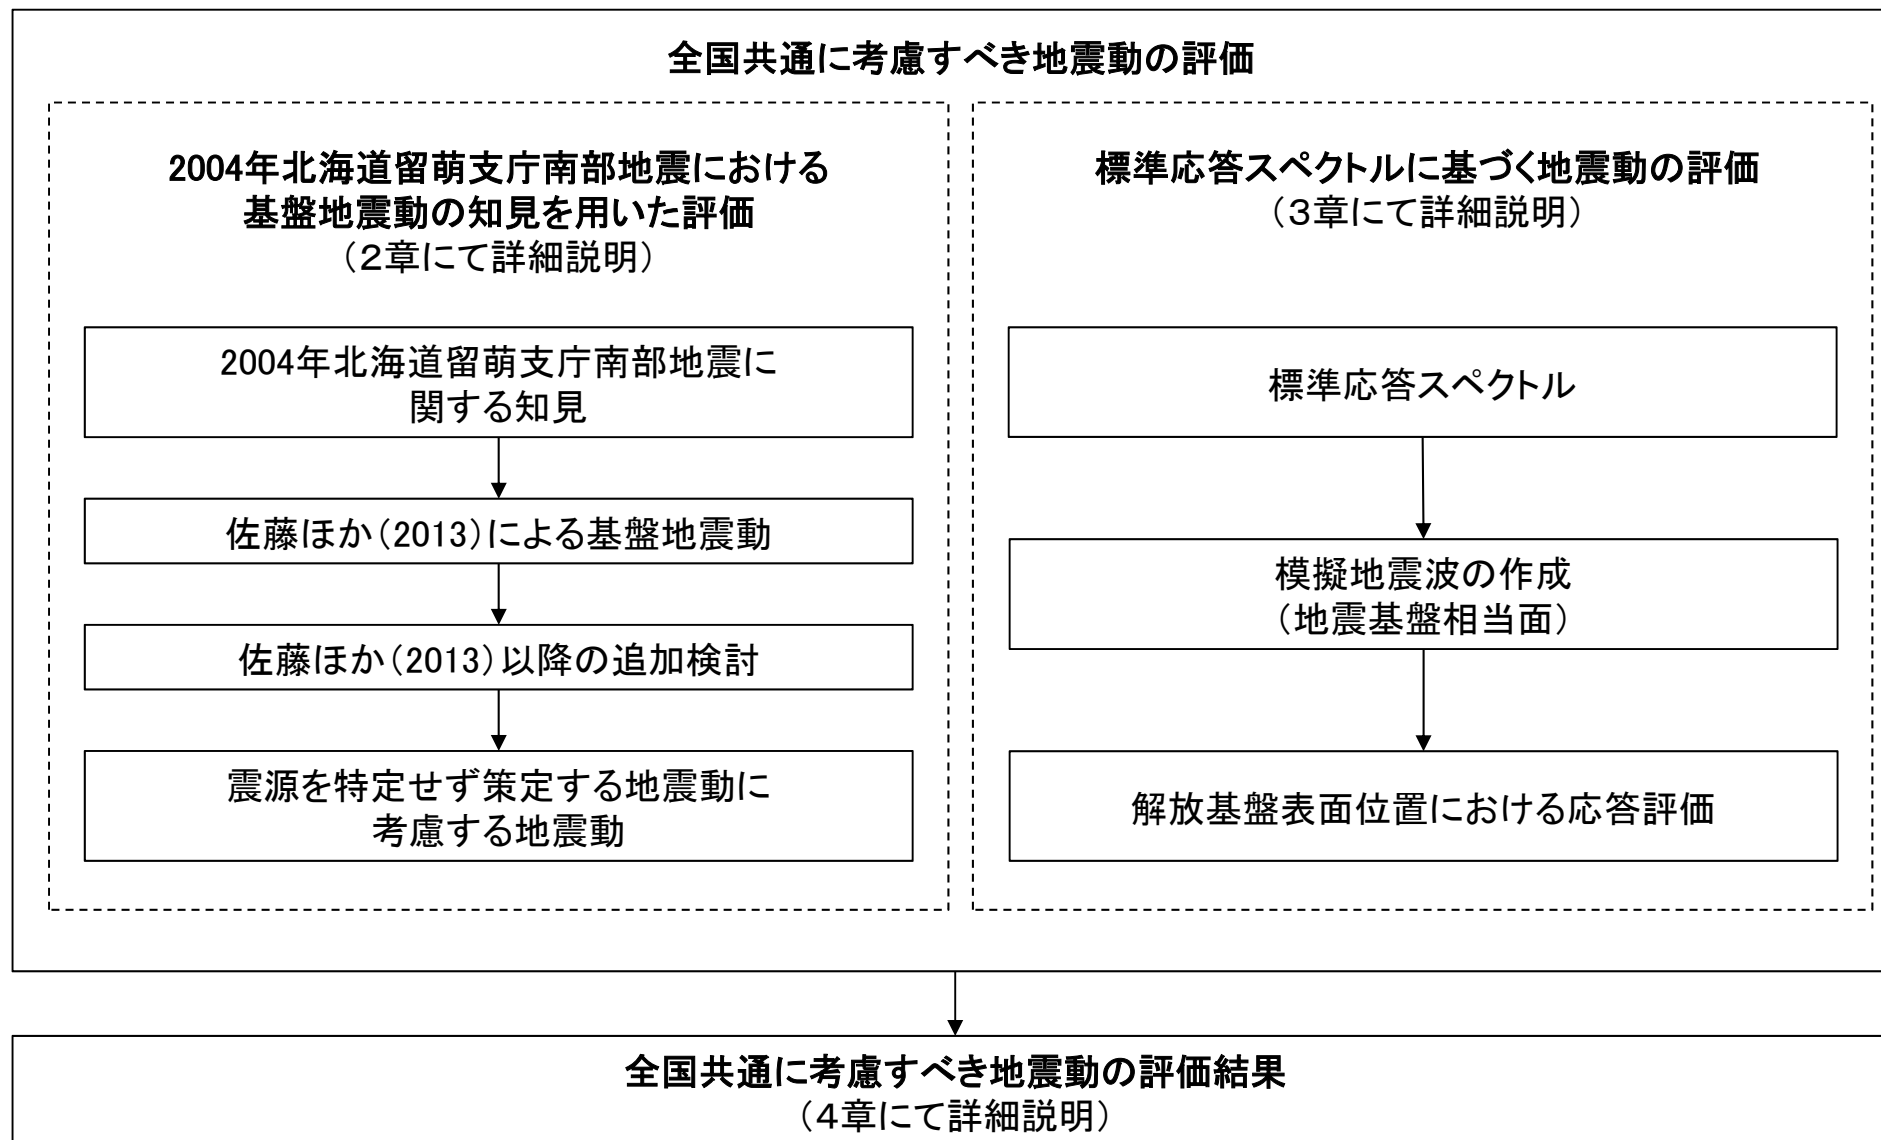 全国共通に考慮すべき地震動の評価
2004年北海道留萌支庁南部地震における
基盤地震動の知見を用いた評価
（２章にて詳細説明）
2004年北海道留萌支庁南部地震に
関する知見
佐藤ほか（2013）による基盤地震動
佐藤ほか（2013）以降の追加検討
震源を特定せず策定する地震動に
考慮する地震動
標準応答スペクトルに基づく地震動の評価
（３章にて詳細説明）
標準応答スペクトル
模擬地震波の作成
（地震基盤相当面）
解放基盤表面位置における応答評価
全国共通に考慮すべき地震動の評価結果
（４章にて詳細説明）